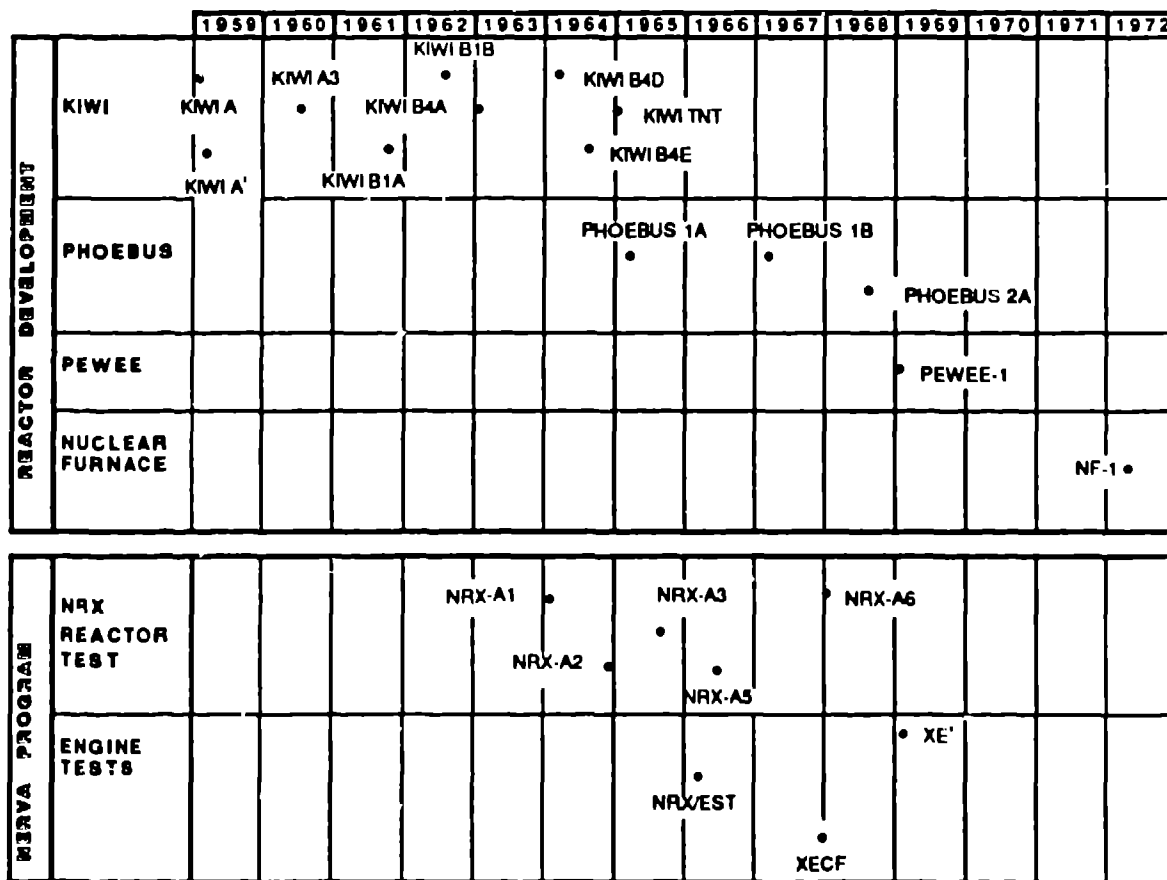 1959 1960 1961 1962 1963 1964 1965 1966 1967 1968 1969 1970 1971 1972
REACTOR DEVELOPMENT
KIWI
KIWI B1B
KIWI A3
KIWI B4D
KIWI A
KIWI B4A
KIWI TNT
KIWI B4E
KIWI A'
KIWI B1A
PHOEBUS
PHOEBUS 1A
PHOEBUS 1B
PHOEBUS 2A
PEWEE
PEWEE-1
NUCLEAR
FURNACE
NF-1
NERVA PROGRAM
NRX
REACTOR
TEST
NRX-A1
NRX-A3
NRX-A6
NRX-A2
NRX-A5
ENGINE
TESTS
XE'
NRX/EST
XECF